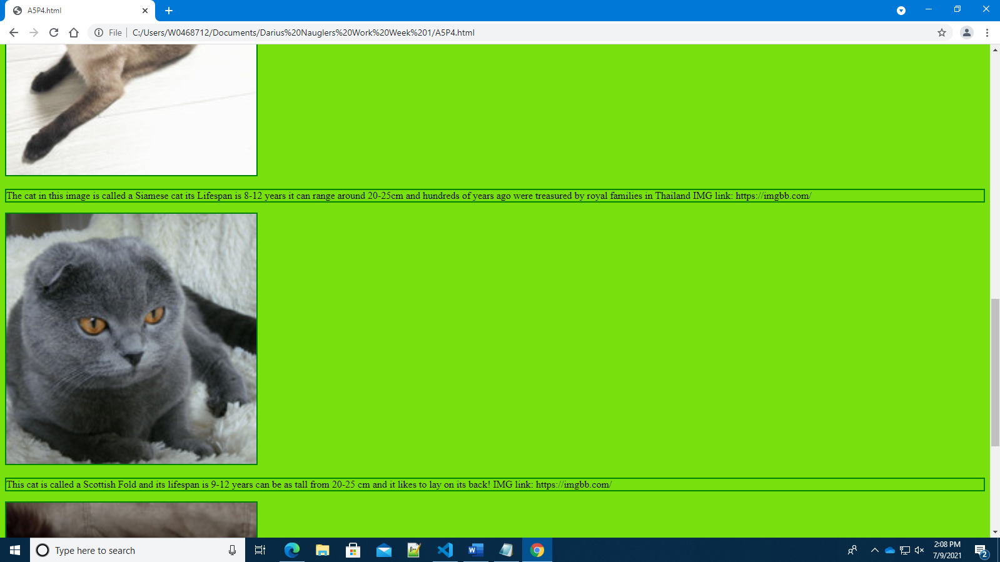 A5P4.html
File
C:/Users/W0468712/Documents/Darius%20Nauglers%20Work%20Week%201/A5P4.html
The cat in this image is called a Siamese cat its Lifespan is 8-12 years it can range around 20-25cm and hundreds of years ago were treasured by royal families in Thailand IMG link: https://imgbb.com/
This cat is called a Scottish Fold and its lifespan is 9-12 years can be as tall from 20-25 cm and it likes to lay on its back! IMG link: https://imgbb.com/
Type here to search
2:08 PM
7/9/2021
2